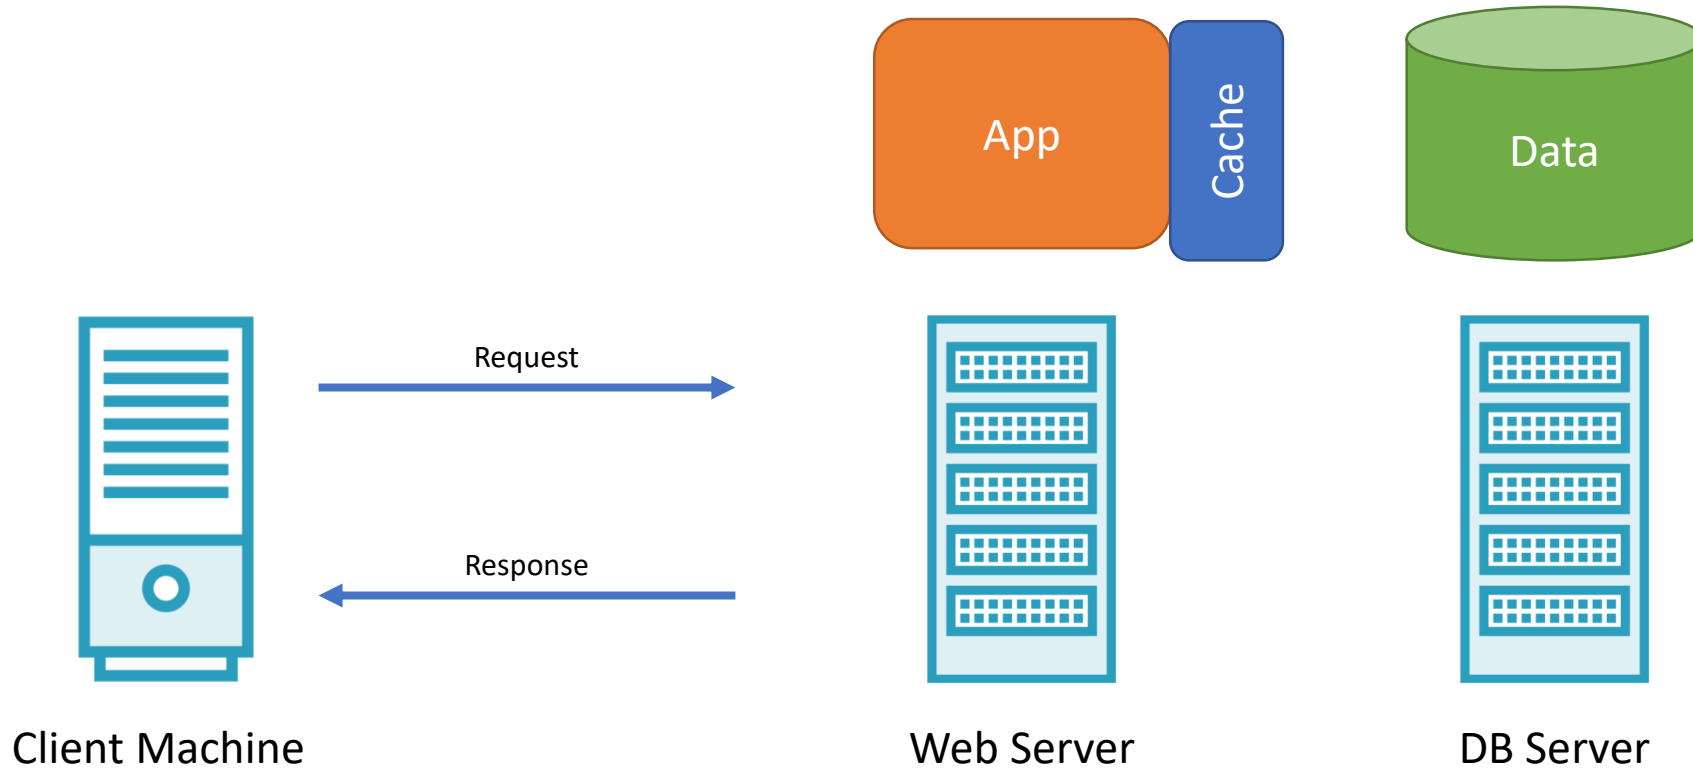 App
Cache
Data
Request
Response
Client Machine
Web Server
DB Server